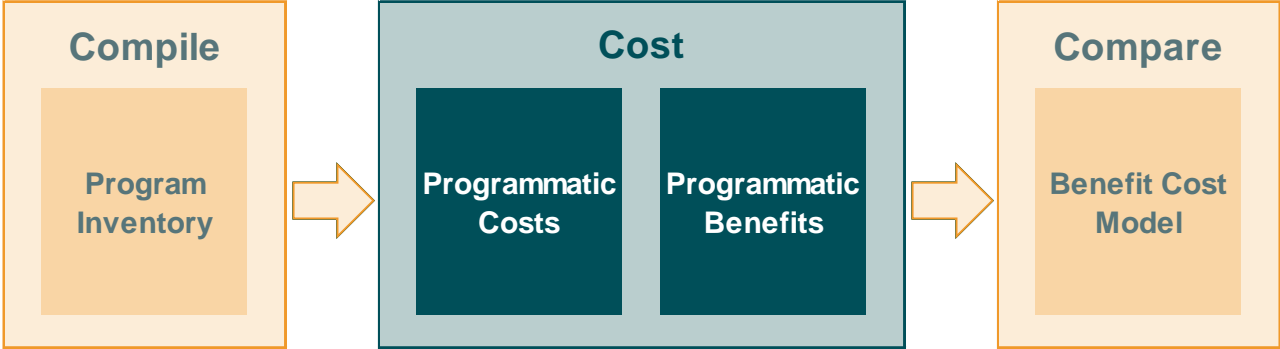 Compile
Program
Inventory
Cost
Programmatic
Costs
Programmatic
Benefits
Compare
Benefit Cost
Model